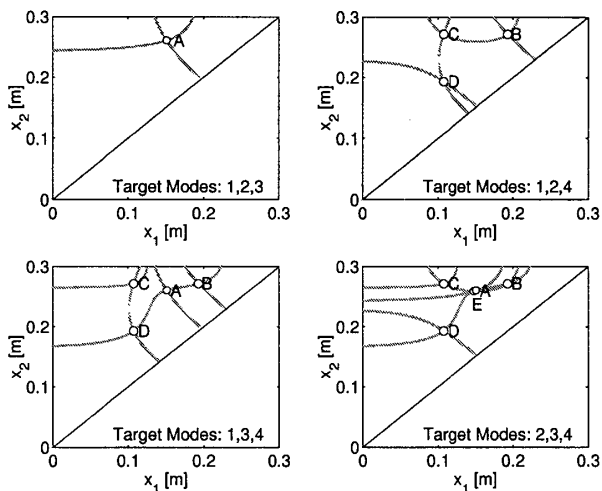 0.3
0.2
0.1
0
x2 [m]
A
Target Modes: 1,2,3
0
0.1
0.2
0.3
x1 [m]
0.3
0.2
0.1
0
x2 [m]
C
B
D
Target Modes: 1,2,4
0
0.1
0.2
0.3
x1 [m]
0.3
0.2
0.1
0
x2 [m]
C
A
B
D
Target Modes: 1,3,4
0
0.1
0.2
0.3
x1 [m]
0.3
0.2
0.1
0
x2 [m]
C
A
B
E
D
Target Modes: 2,3,4
0
0.1
0.2
0.3
x1 [m]